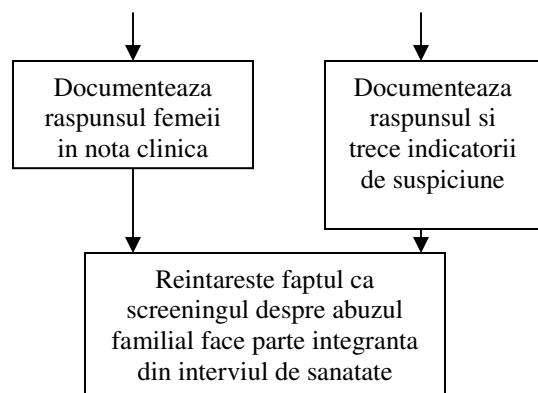 Documenteaza
raspunsul femeii
in nota clinica
Documenteaza
raspunsul si
trece indicatorii
de suspiciune
Reintareste faptul ca
screeningul despre abuzul
familial face parte integranta
din interviul de sanatate